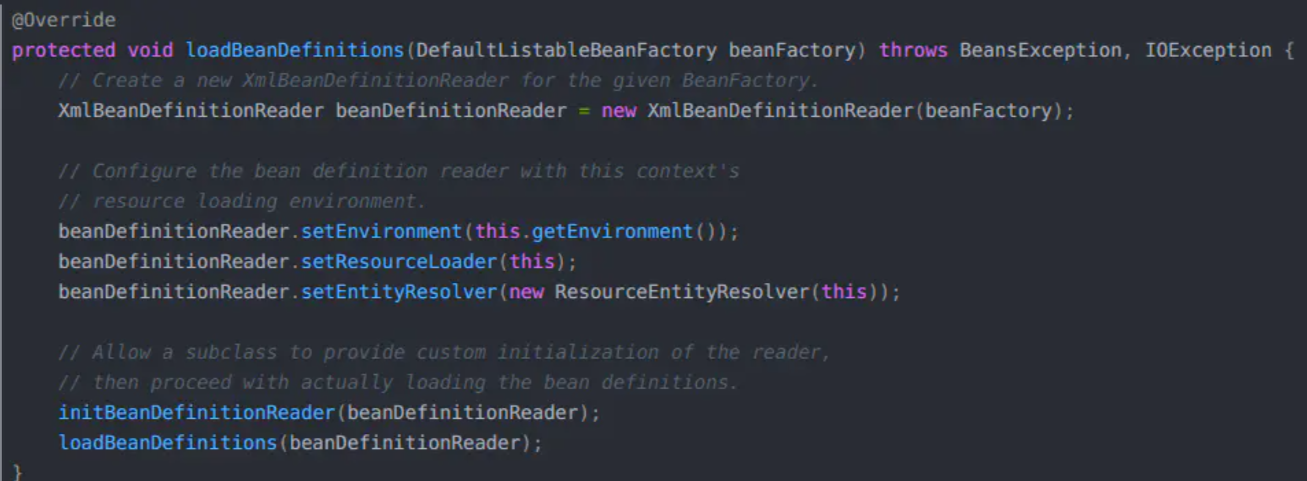 @Override
protected void loadBeanDefinitions(DefaultListableBeanFactory beanFactory) throws BeansException, IOException {
// Create a new XmlBeanDefinitionReader for the given BeanFactory.
XmlBeanDefinitionReader beanDefinitionReader = new XmlBeanDefinitionReader(beanFactory);
// Configure the bean definition reader with this context's
// resource loading environment.
beanDefinitionReader.setEnvironment(this.getEnvironment());
beanDefinitionReader.setResourceLoader(this);
beanDefinitionReader.setEntityResolver(new ResourceEntityResolver(this));
// Allow a subclass to provide custom initialization of the reader,
// then proceed with actually loading the bean definitions.
initBeanDefinitionReader(beanDefinitionReader);
loadBeanDefinitions(beanDefinitionReader);
}